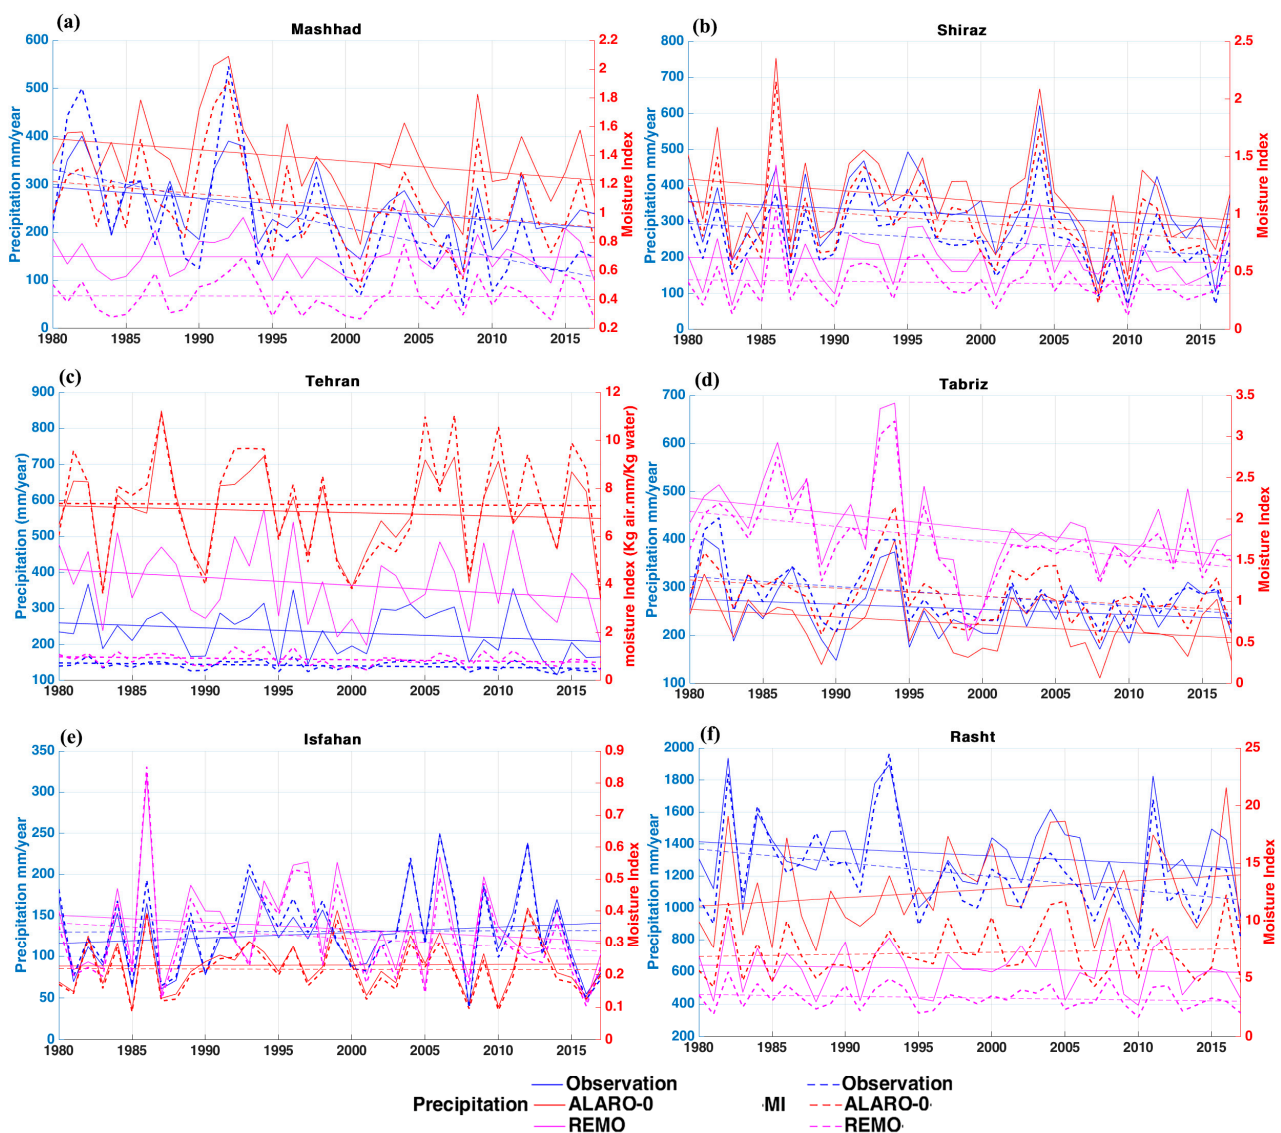 (a)
Mashhad
Precipitation mm/year
600
500
400
300
200
100
0
2.2
2
1.8
1.6
1.4
1.2
1
0.8
0.6
0.4
0.2
Moisture Index
1980 1985 1990 1995 2000 2005 2010 2015
(b)
Shiraz
Precipitation mm/year
800
700
600
500
400
300
200
100
0
2.5
2
1.5
1
0.5
0
Moisture Index
1980 1985 1990 1995 2000 2005 2010 2015
(c)
Tehran
Precipitation (mm/year)
900
800
700
600
500
400
300
200
100
12
10
8
6
4
2
0
moisture Index (Kg air.mm/Kg water)
1980 1985 1990 1995 2000 2005 2010 2015
(d)
Tabriz
Precipitation mm/year
700
600
500
400
300
200
100
3.5
3
2.5
2
1.5
1
0.5
0
Moisture Index
1980 1985 1990 1995 2000 2005 2010 2015
(e)
Isfahan
Precipitation mm/year
350
300
250
200
150
100
50
0
0.9
0.8
0.7
0.6
0.5
0.4
0.3
0.2
0.1
0
Moisture Index
1980 1985 1990 1995 2000 2005 2010 2015
(f)
Rasht
Precipitation mm/year
2000
1800
1600
1400
1200
1000
800
600
400
200
25
20
15
10
5
0
Moisture Index
1980 1985 1990 1995 2000 2005 2010 2015
Precipitation
Observation
ALARO-0
REMO
MI
Observation
ALARO-0
REMO